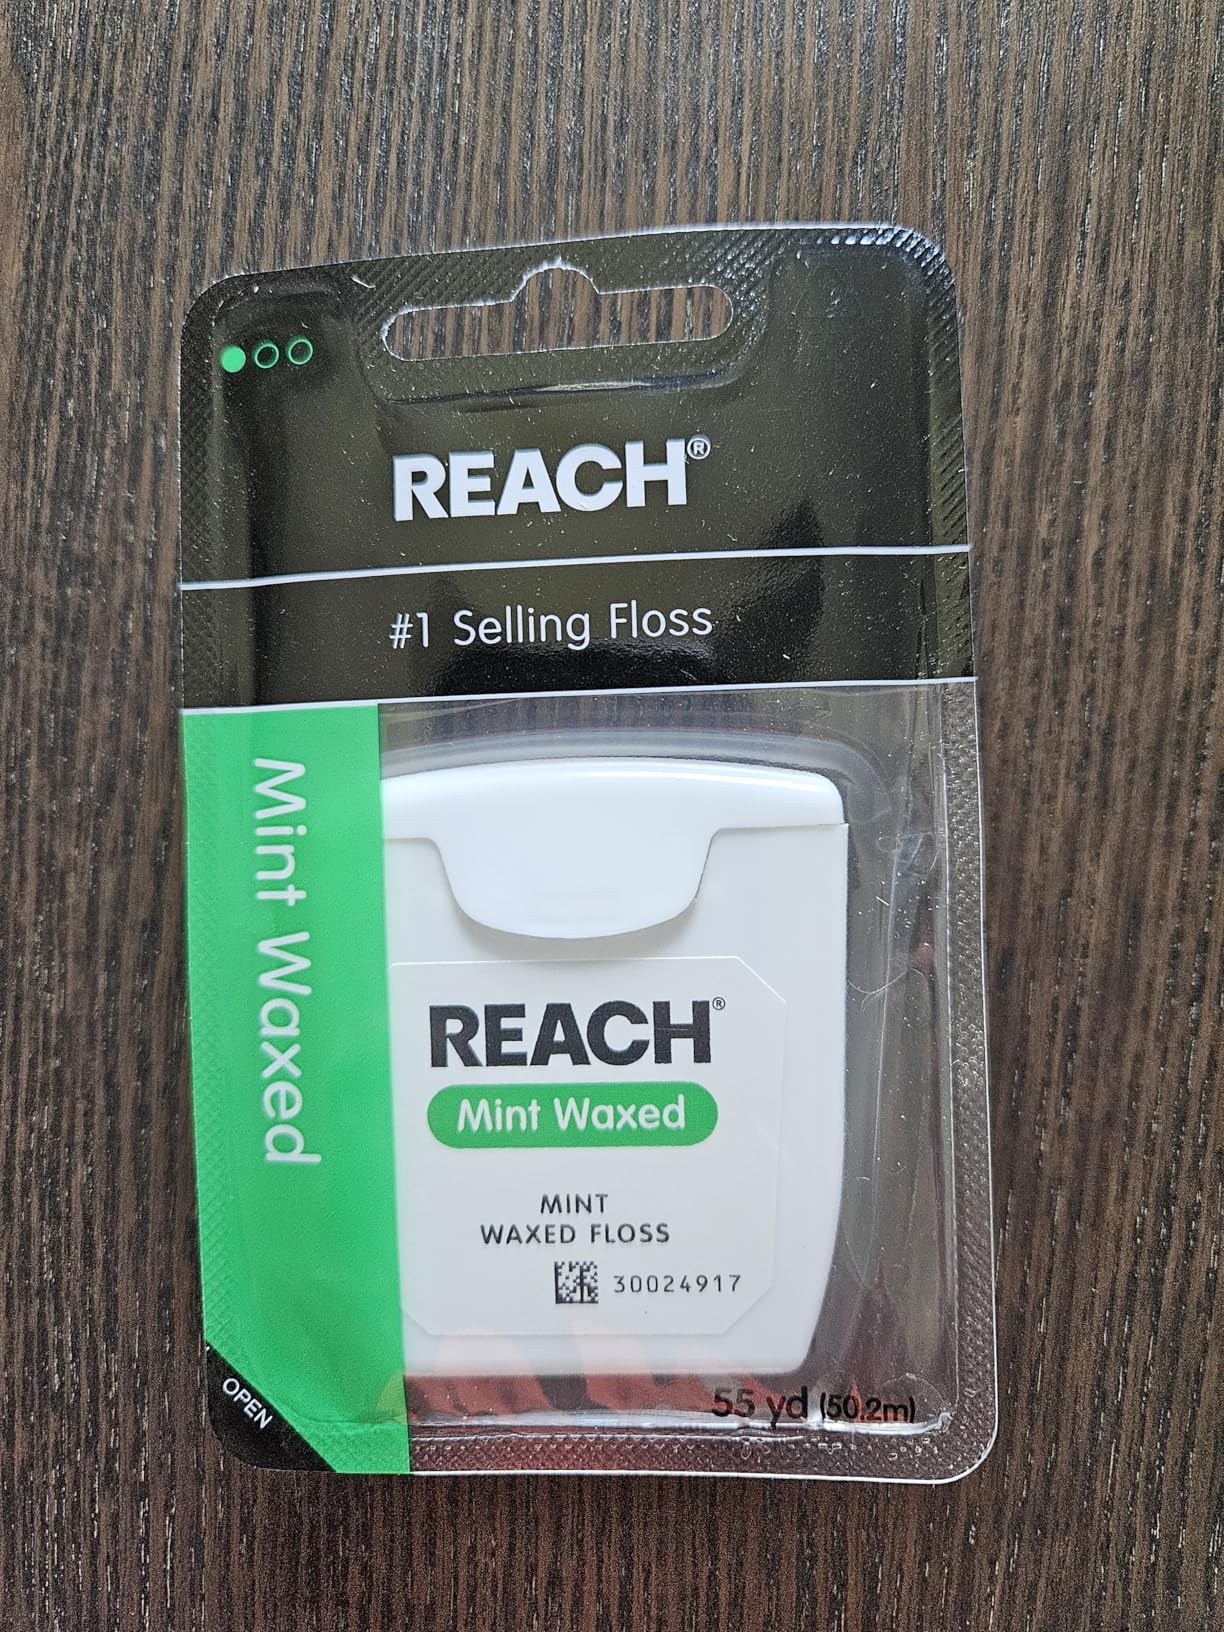 REACH®
#1 Selling Floss
Mint Waxed
REACH®
Mint Waxed
MINT
WAXED FLOSS
30024917
OPEN
55 yd (50.2m)